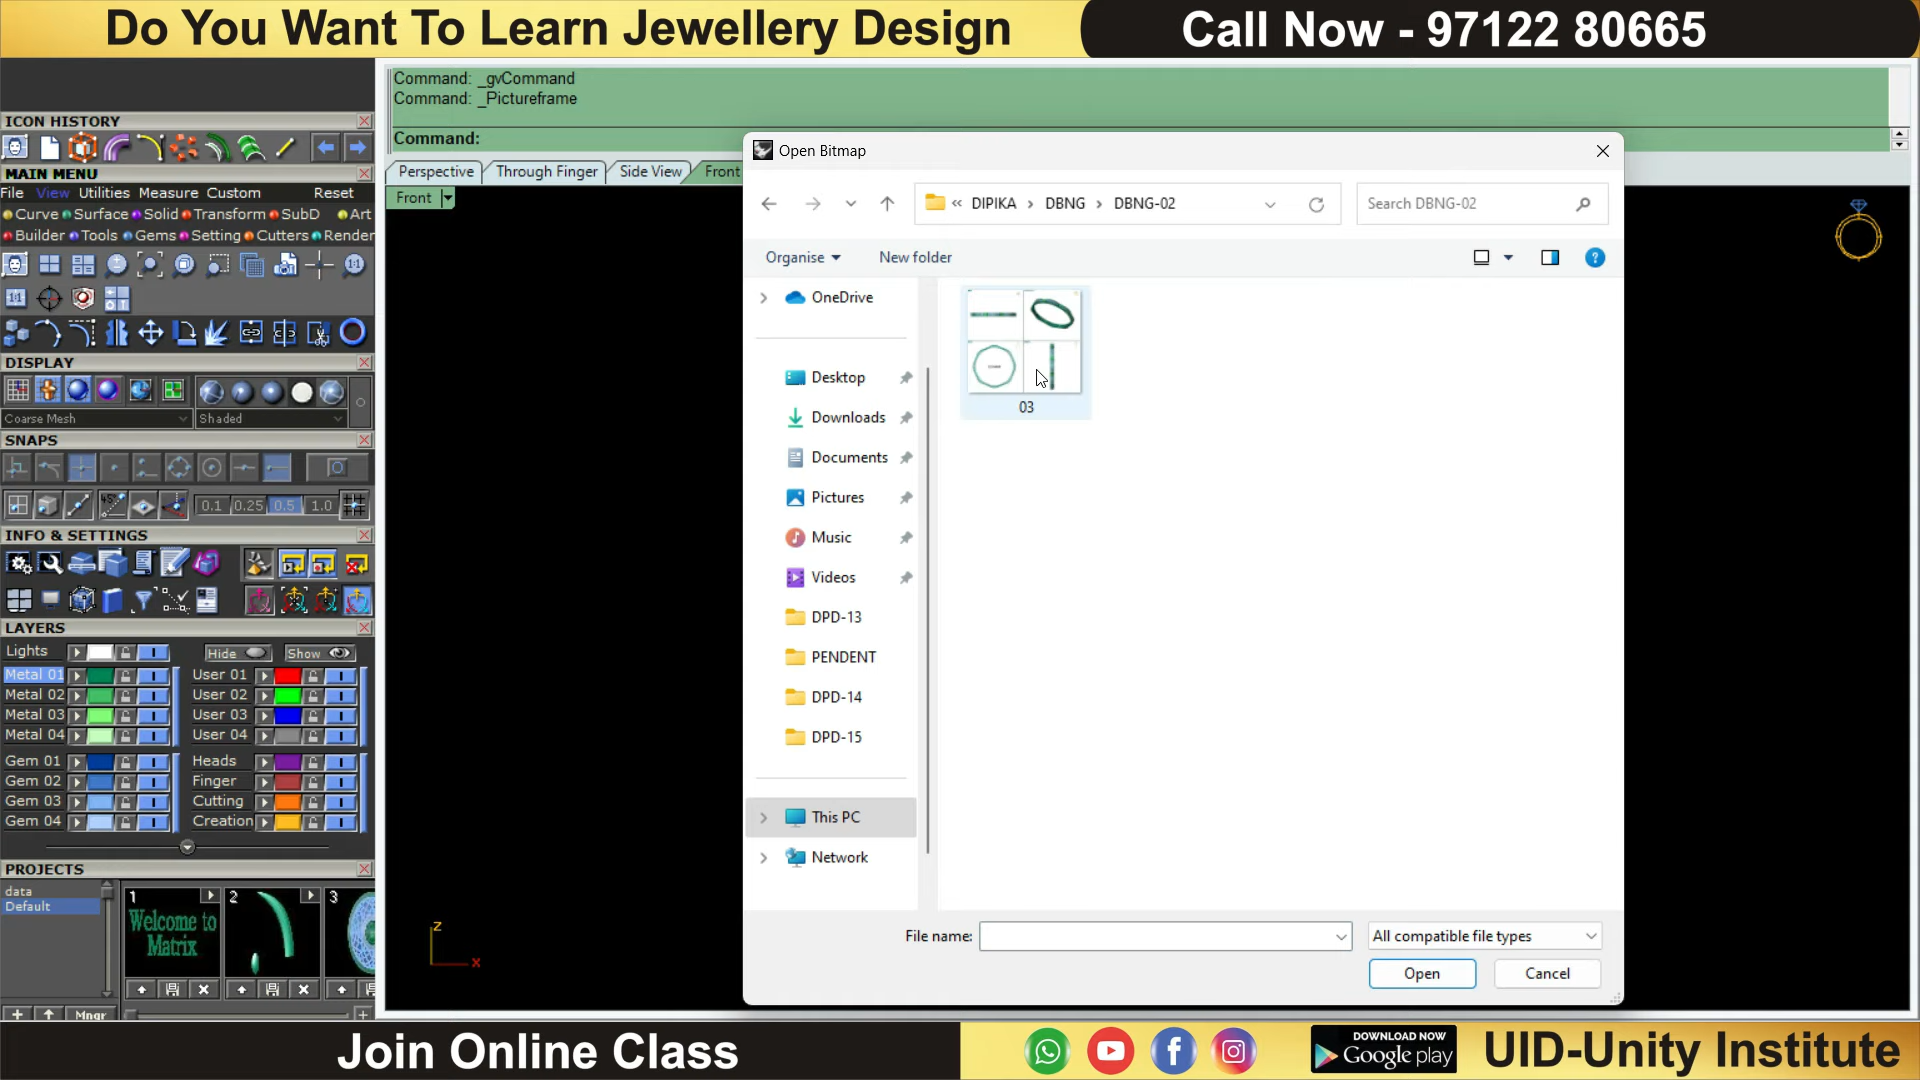 Do You Want To Learn Jewellery Design
Call Now - 97122 80665
Command: _gvCommand
Command: _Pictureframe
Command:
ICON HISTORY
MAIN MENU
File View Utilities Measure Custom Reset
Curve Surface Solid Transform SubD Art
Builder Tools Gems Setting Cutters Render
DISPLAY
Coarse Mesh
Shaded
SNAPS
0.1 0.25 0.5 1.0
INFO & SETTINGS
LAYERS
Lights Hide Show
Metal 01 User 01
Metal 02 User 02
Metal 03 User 03
Metal 04 User 04
Gem 01 Heads
Gem 02 Finger
Gem 03 Cutting
Gem 04 Creation
PROJECTS
data
Default
1
Welcome to
Matrix
2
3
Mngr
Perspective Through Finger Side View Front
Front
z
x
Open Bitmap
« DIPIKA > DBNG > DBNG-02
Search DBNG-02
Organise New folder
OneDrive
Desktop
Downloads
Documents
Pictures
Music
Videos
DPD-13
PENDENT
DPD-14
DPD-15
This PC
Network
03
File name:
All compatible file types
Open
Cancel
Join Online Class
DOWNLOAD NOW
Google play
UID-Unity Institute